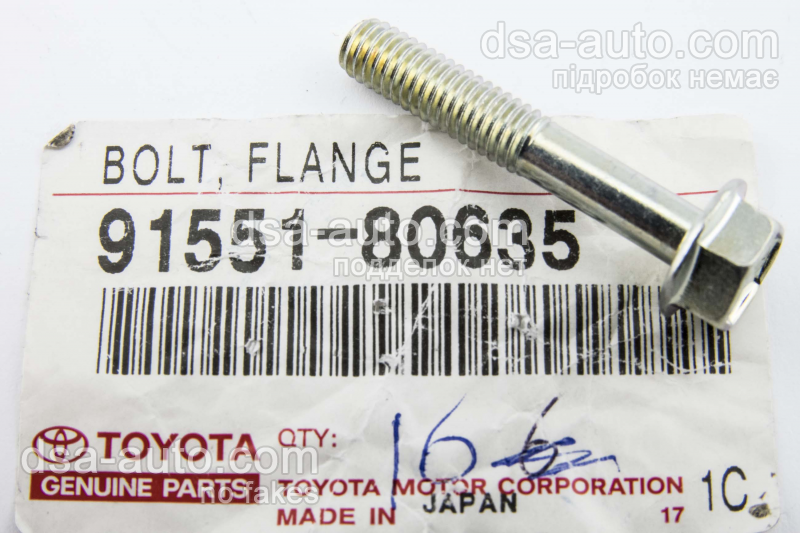 dsa-auto.com
підробок немає
BOLT, FLANGE
91551-80635
dsa-auto.com
подделок нет
TOYOTA QTY: 16
dsa-auto.com
GENUINE PARTS
no fakes
TOYOTA MOTOR CORPORATION 1C
MADE IN JAPAN 17